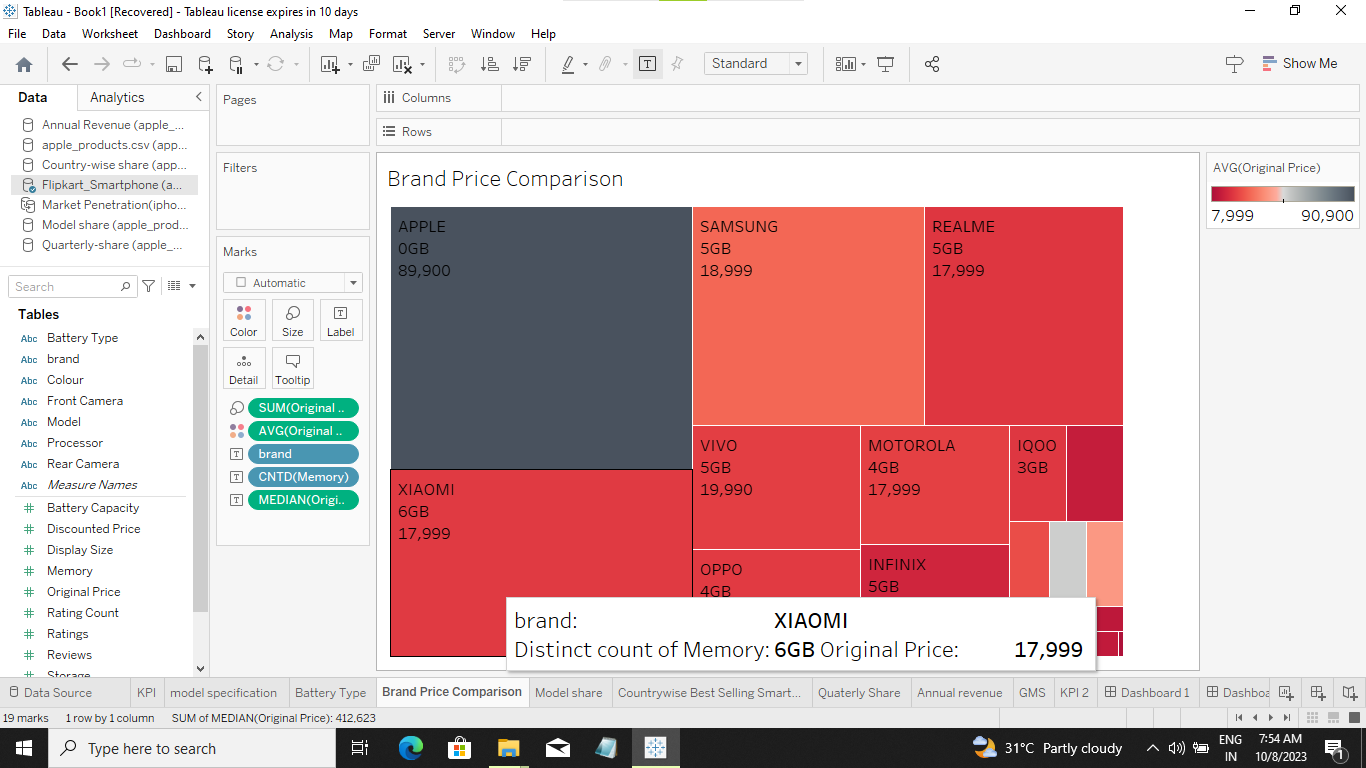 Tableau - Book1 [Recovered] - Tableau license expires in 10 days
File Data Worksheet Dashboard Story Analysis Map Format Server Window Help
Standard
Show Me
Data Analytics
Annual Revenue (apple_...
apple_products.csv (app...
Country-wise share (app...
Flipkart_Smartphone (a...
Market Penetration(ipho...
Model share (apple_prod...
Quarterly-share (apple_...
Search
Tables
Abc Battery Type
Abc brand
Abc Colour
Abc Front Camera
Abc Model
Abc Processor
Abc Rear Camera
Abc Measure Names
# Battery Capacity
# Discounted Price
# Display Size
# Memory
# Original Price
# Rating Count
# Ratings
# Reviews
# Storage
Pages
Filters
Marks
Automatic
Color Size Label
Detail Tooltip
SUM(Original ..
AVG(Original ..
brand
CNTD(Memory)
MEDIAN(Origi..
Columns
Rows
Brand Price Comparison
APPLE
0GB
89,900
SAMSUNG
5GB
18,999
REALME
5GB
17,999
XIAOMI
6GB
17,999
VIVO
5GB
19,990
MOTOROLA
4GB
17,999
IQOO
3GB
OPPO
4GB
INFINIX
5GB
brand: XIAOMI
Distinct count of Memory: 6GB Original Price: 17,999
AVG(Original Price)
7,999 90,900
Data Source KPI model specification Battery Type Brand Price Comparison Model share Countrywise Best Selling Smart... Quaterly Share Annual revenue GMS KPI 2 Dashboard 1 Dashboa
19 marks 1 row by 1 column SUM of MEDIAN(Original Price): 412,623
Type here to search
31°C Partly cloudy
ENG
IN
7:54 AM
10/8/2023
1